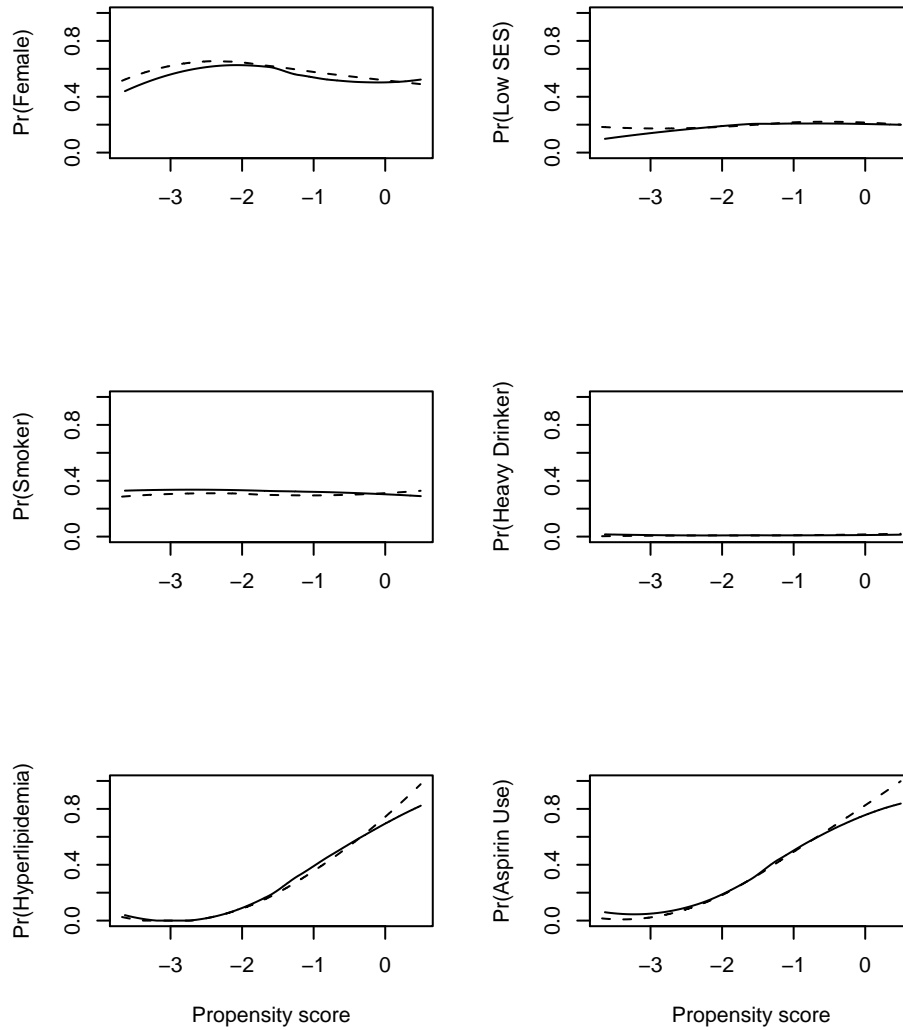 Pr(Female)
0.0 0.4 0.8
−3 −2 −1 0
Pr(Low SES)
0.0 0.4 0.8
−3 −2 −1 0
Pr(Smoker)
0.0 0.4 0.8
−3 −2 −1 0
Pr(Heavy Drinker)
0.0 0.4 0.8
−3 −2 −1 0
Pr(Hyperlipidemia)
0.0 0.4 0.8
−3 −2 −1 0
Propensity score
Pr(Aspirin Use)
0.0 0.4 0.8
−3 −2 −1 0
Propensity score